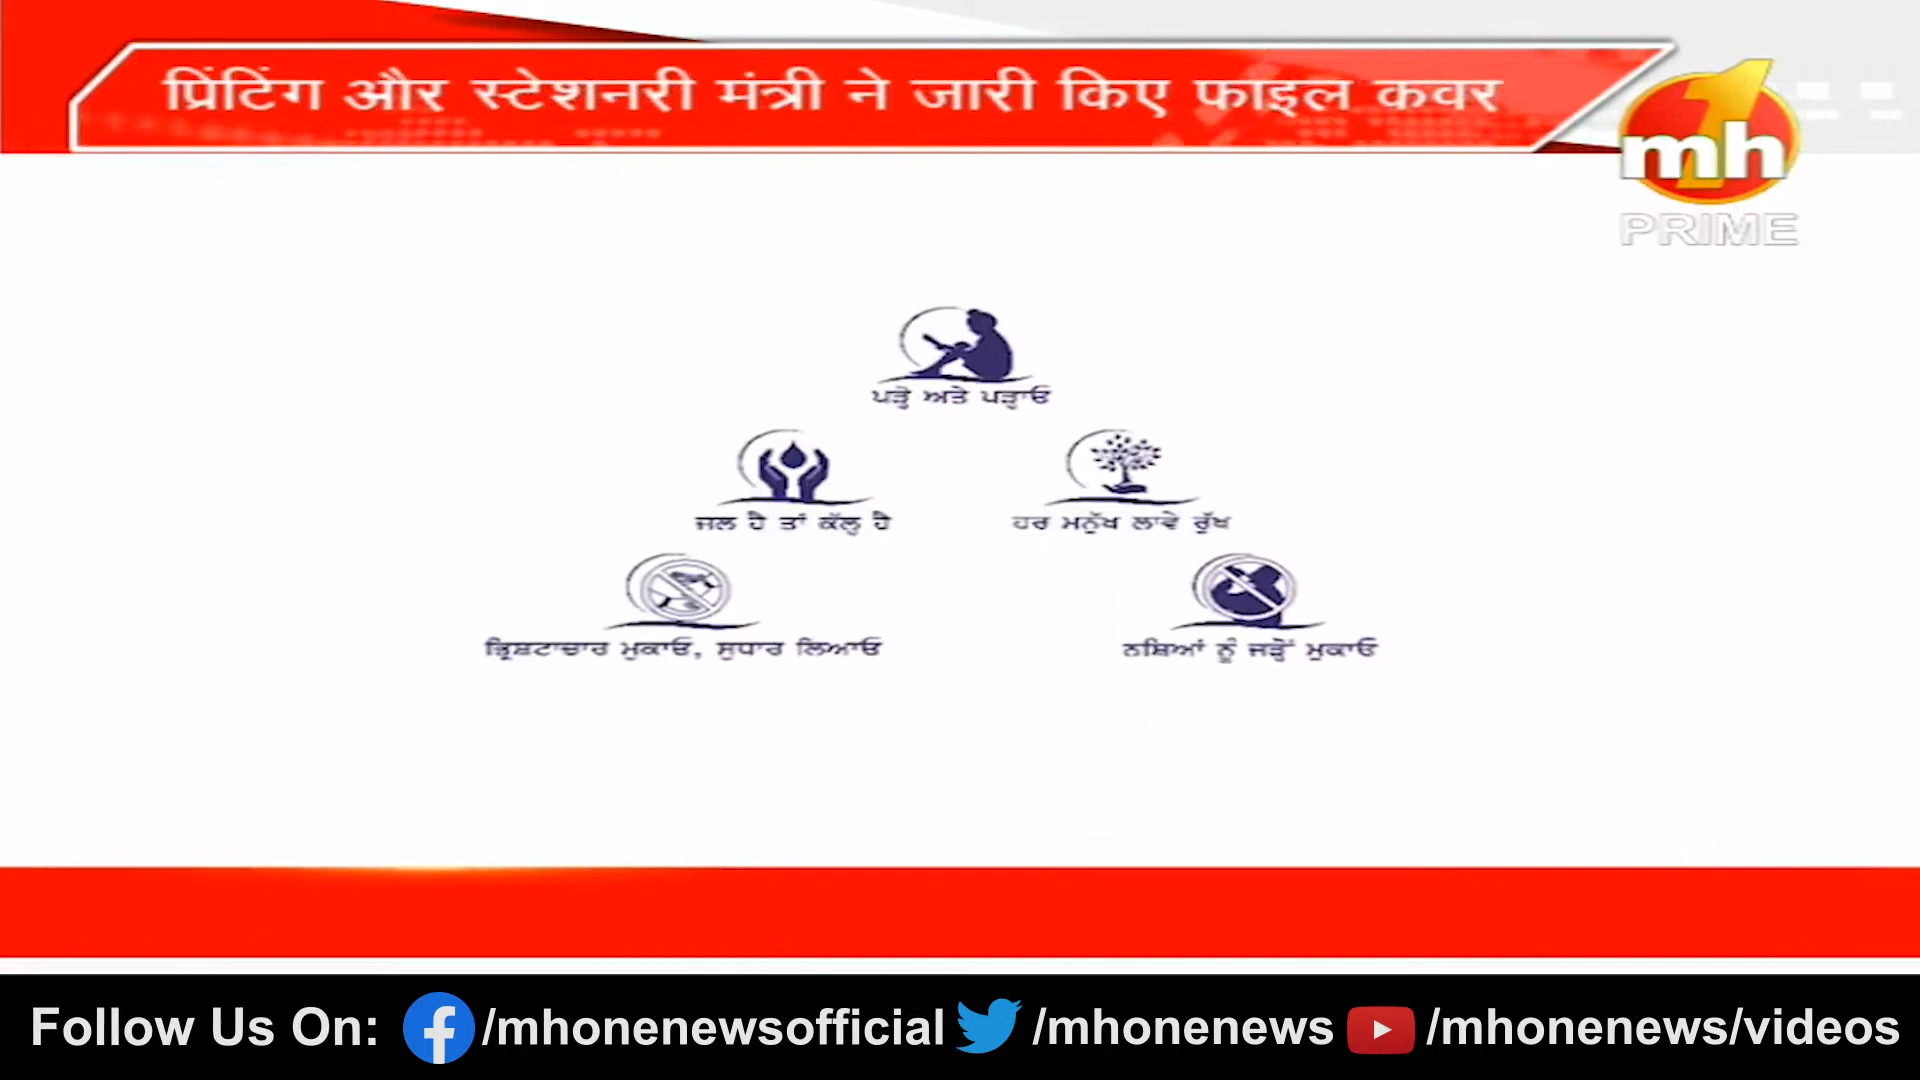 प्रिंटिंग और स्टेशनरी मंत्री ने जारी किए फाइल कवर
1
mh
PRIME
ਪੜ੍ਹੋ ਅਤੇ ਪੜ੍ਹਾਓ
ਜਲ ਹੈ ਤਾਂ ਕੱਲ੍ਹ ਹੈ
ਹਰ ਮਨੁੱਖ ਲਾਵੇ ਰੁੱਖ
ਭ੍ਰਿਸ਼ਟਾਚਾਰ ਮੁਕਾਓ, ਸੁਧਾਰ ਲਿਆਓ
ਨਸ਼ਿਆਂ ਨੂੰ ਜੜ੍ਹੋਂ ਮੁਕਾਓ
Follow Us On: /mhonenewsofficial /mhonenews /mhonenews/videos